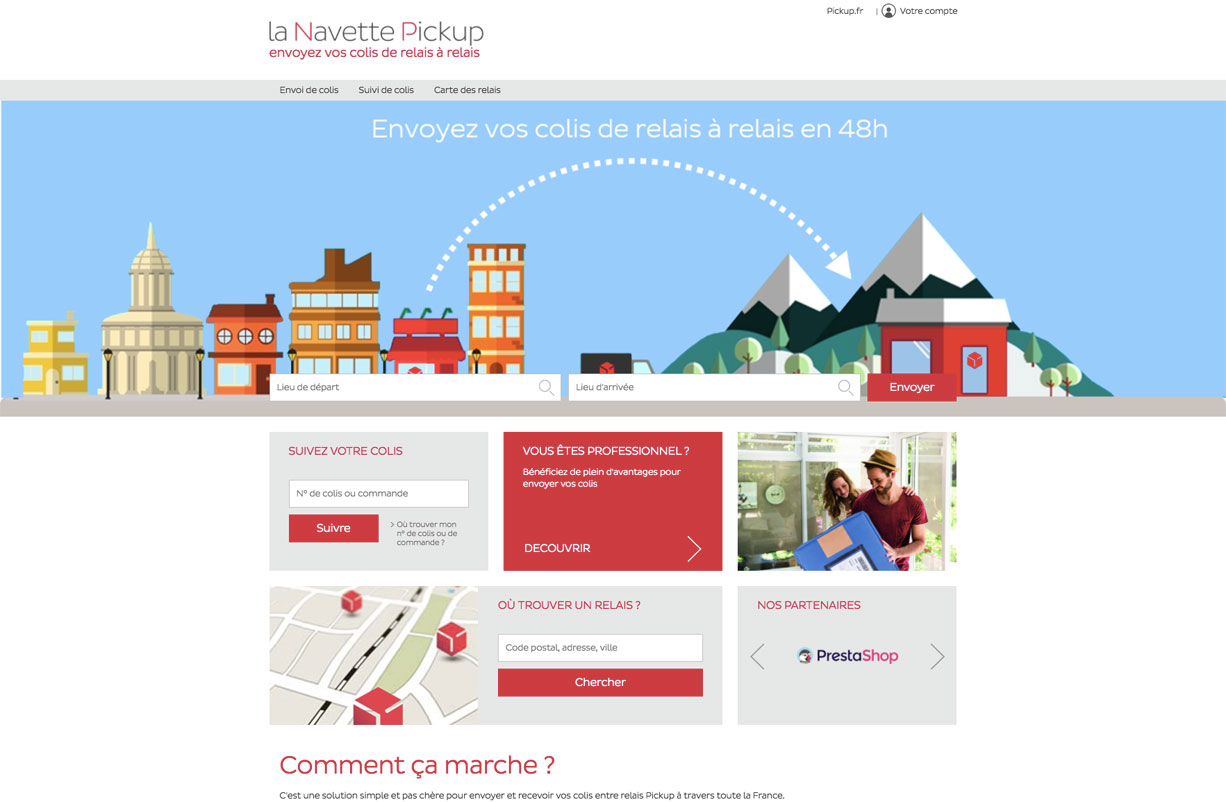 Pickup.fr | Votre compte
la Navette Pickup
envoyez vos colis de relais à relais
Envoi de colis Suivi de colis Carte des relais
Envoyez vos colis de relais à relais en 48h
Lieu de départ Lieu d'arrivée Envoyer
SUIVEZ VOTRE COLIS
N° de colis ou commande
Suivre
> Où trouver mon
n° de colis ou de
commande ?
VOUS ÊTES PROFESSIONNEL ?
Bénéficiez de plein d'avantages pour
envoyer vos colis
DECOUVRIR
OÙ TROUVER UN RELAIS ?
Code postal, adresse, ville
Chercher
NOS PARTENAIRES
PrestaShop
Comment ça marche ?
C'est une solution simple et pas chère pour envoyer et recevoir vos colis entre relais Pickup à travers toute la France.